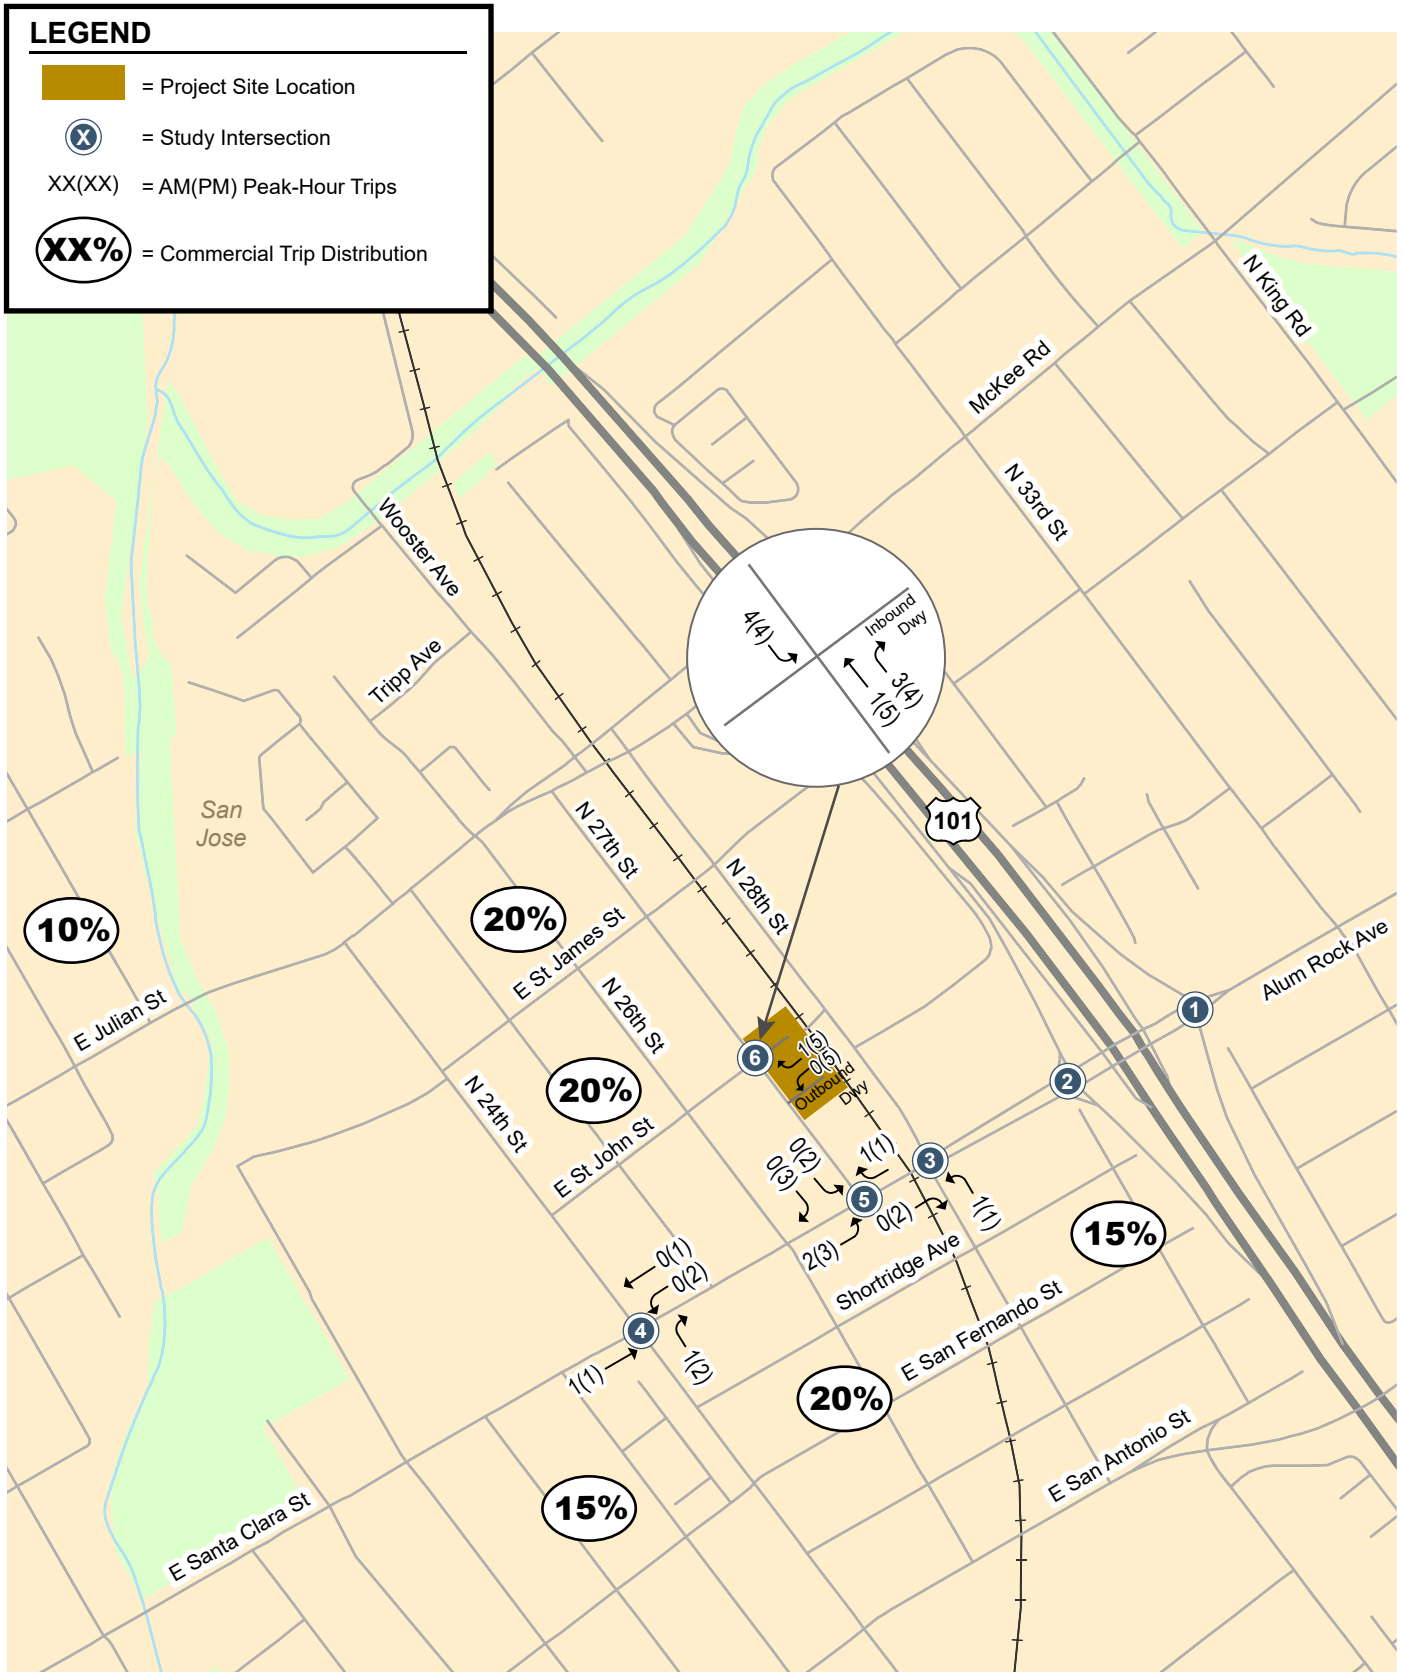 LEGEND
= Project Site Location
X = Study Intersection
XX(XX) = AM(PM) Peak-Hour Trips
XX% = Commercial Trip Distribution
N King Rd
McKee Rd
N 33rd St
Wooster Ave
Tripp Ave
4(4)
Inbound
Dwy
3(4)
1(5)
San
Jose
101
N 27th St
N 28th St
10%
20%
E St James St
Alum Rock Ave
E Julian St
N 26th St
1
6
1(5)
0(5)
Outbound
Dwy
2
20%
N 24th St
E St John St
0(2)
0(3)
1(1)
3
5
0(2)
1(1)
2(3)
15%
Shortridge Ave
0(1)
0(2)
4
1(1)
1(2)
E San Fernando St
20%
E San Antonio St
15%
E Santa Clara St